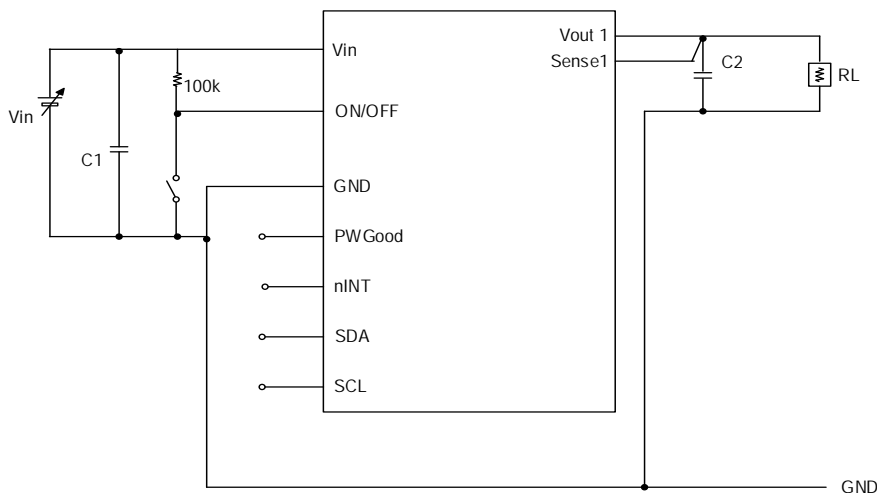 Vout 1
Vin
Sense1
C2
100k
RL
Vin
ON/OFF
C1
GND
PWGood
nINT
SDA
SCL
GND